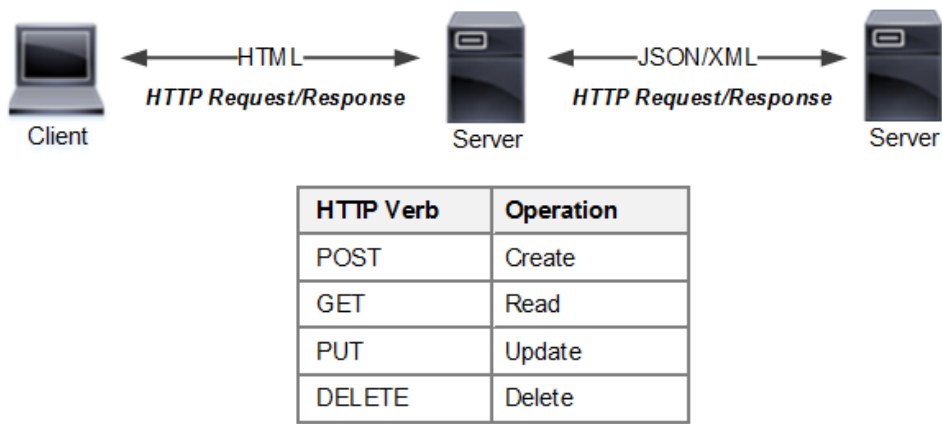 HTML JSON/XML
HTTP Request/Response HTTP Request/Response
Client Server Server
HTTP Verb Operation
POST Create
GET Read
PUT Update
DELETE Delete